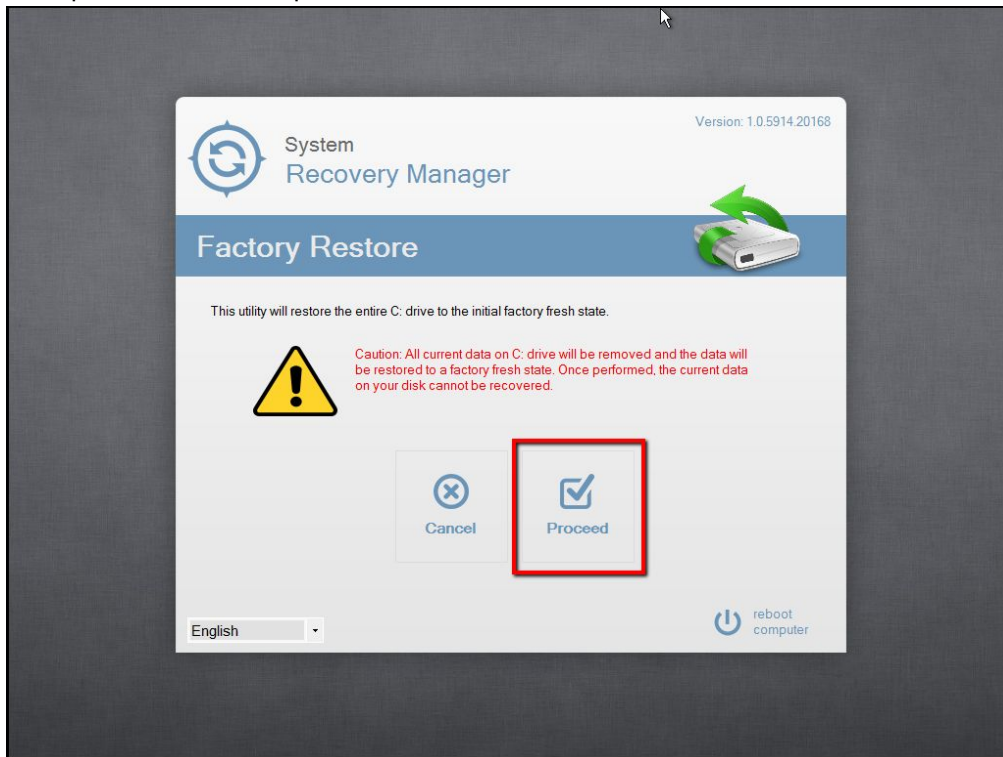 Version: 1.0.5914.20168
System
Recovery Manager
Factory Restore
This utility will restore the entire C: drive to the initial factory fresh state.
Caution: All current data on C: drive will be removed and the data will
be restored to a factory fresh state. Once performed, the current data
on your disk cannot be recovered.
Cancel
Proceed
English
reboot
computer